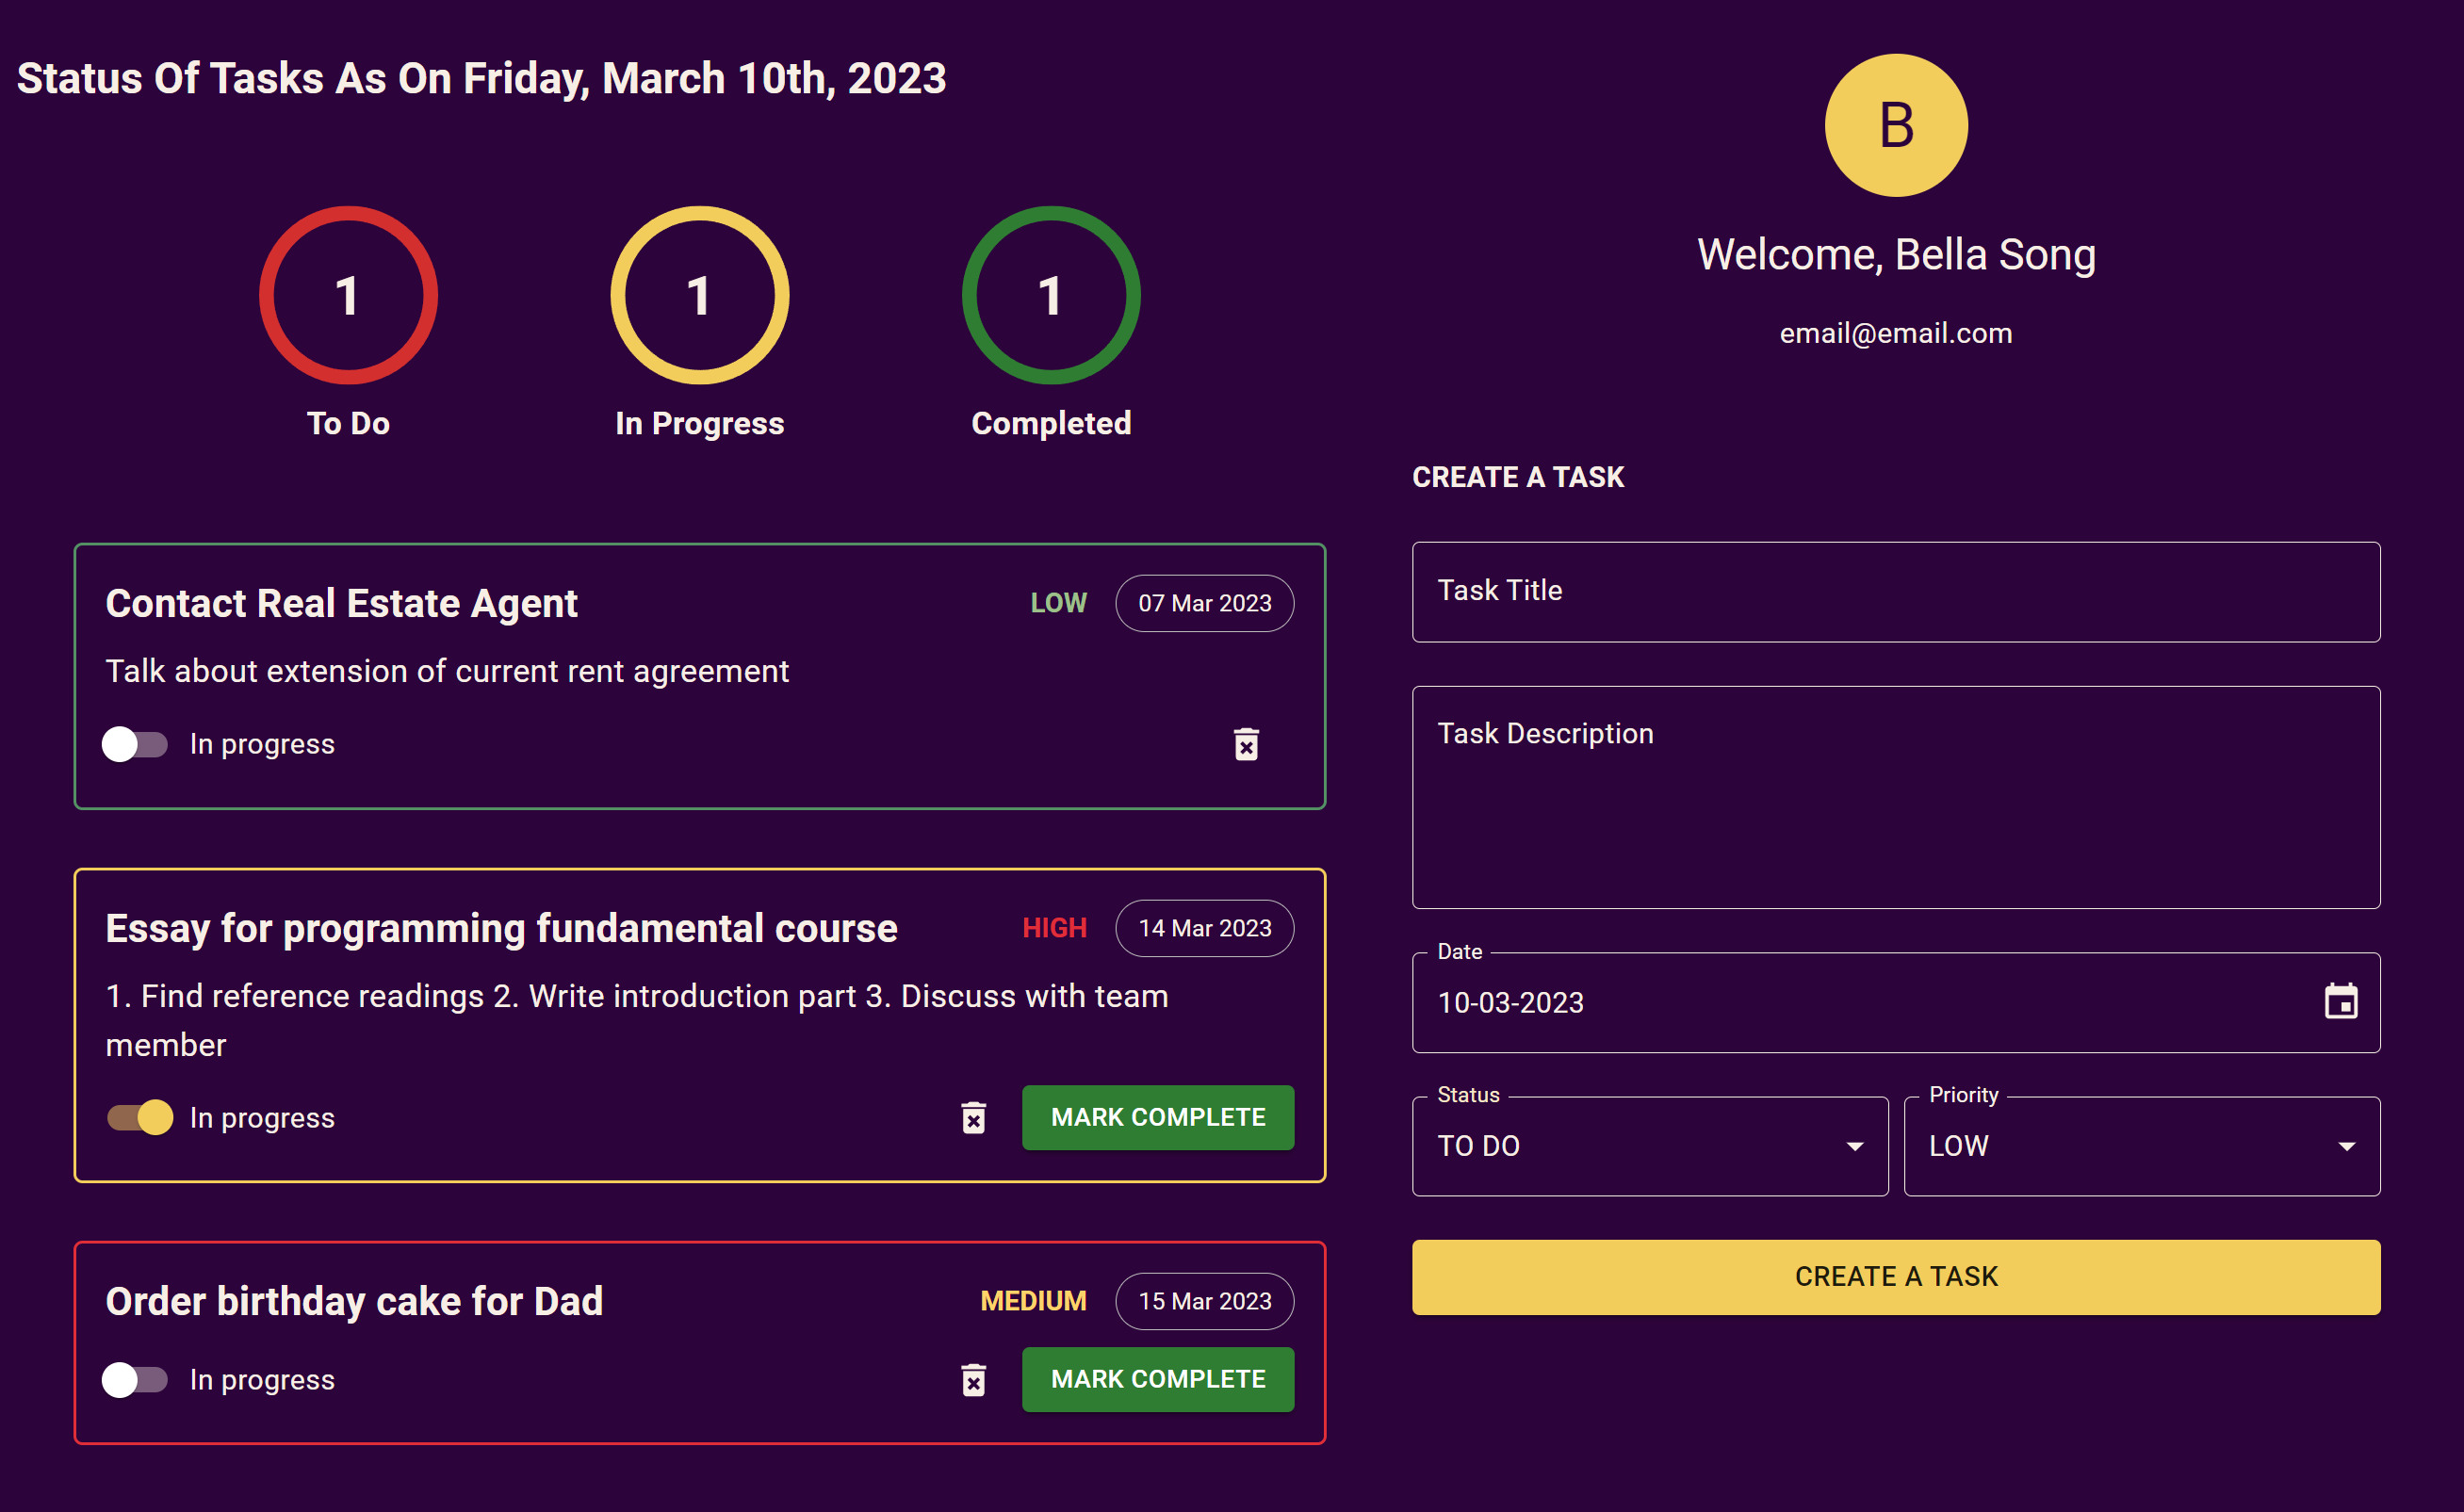 Status Of Tasks As On Friday, March 10th, 2023
1
1
1
To Do
In Progress
Completed
Contact Real Estate Agent
LOW
07 Mar 2023
Talk about extension of current rent agreement
In progress
Essay for programming fundamental course
HIGH
14 Mar 2023
1. Find reference readings 2. Write introduction part 3. Discuss with team
member
In progress
MARK COMPLETE
Order birthday cake for Dad
MEDIUM
15 Mar 2023
In progress
MARK COMPLETE
B
Welcome, Bella Song
email@email.com
CREATE A TASK
Task Title
Task Description
Date
10-03-2023
Status
TO DO
Priority
LOW
CREATE A TASK